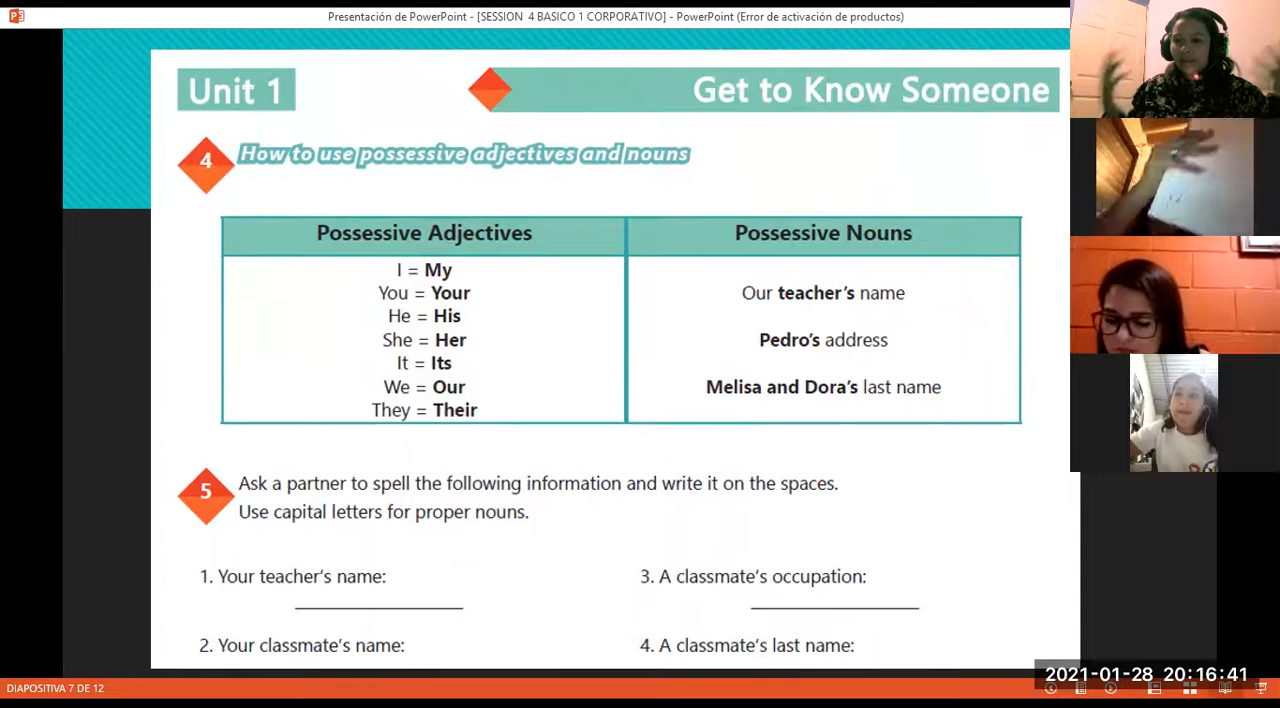 Presentación de PowerPoint - [SESSION 4 BASICO 1 CORPORATIVO] - PowerPoint (Error de activación de productos)
Unit 1
Get to Know Someone
4
How to use possessive adjectives and nouns
Possessive Adjectives
Possessive Nouns
I = My
You = Your
He = His
She = Her
It = Its
We = Our
They = Their
Our teacher's name
Pedro's address
Melisa and Dora's last name
5
Ask a partner to spell the following information and write it on the spaces.
Use capital letters for proper nouns.
1. Your teacher's name:
3. A classmate's occupation:
2. Your classmate's name:
4. A classmate's last name:
2021-01-28 20:16:41
DIAPOSITIVA 7 DE 12